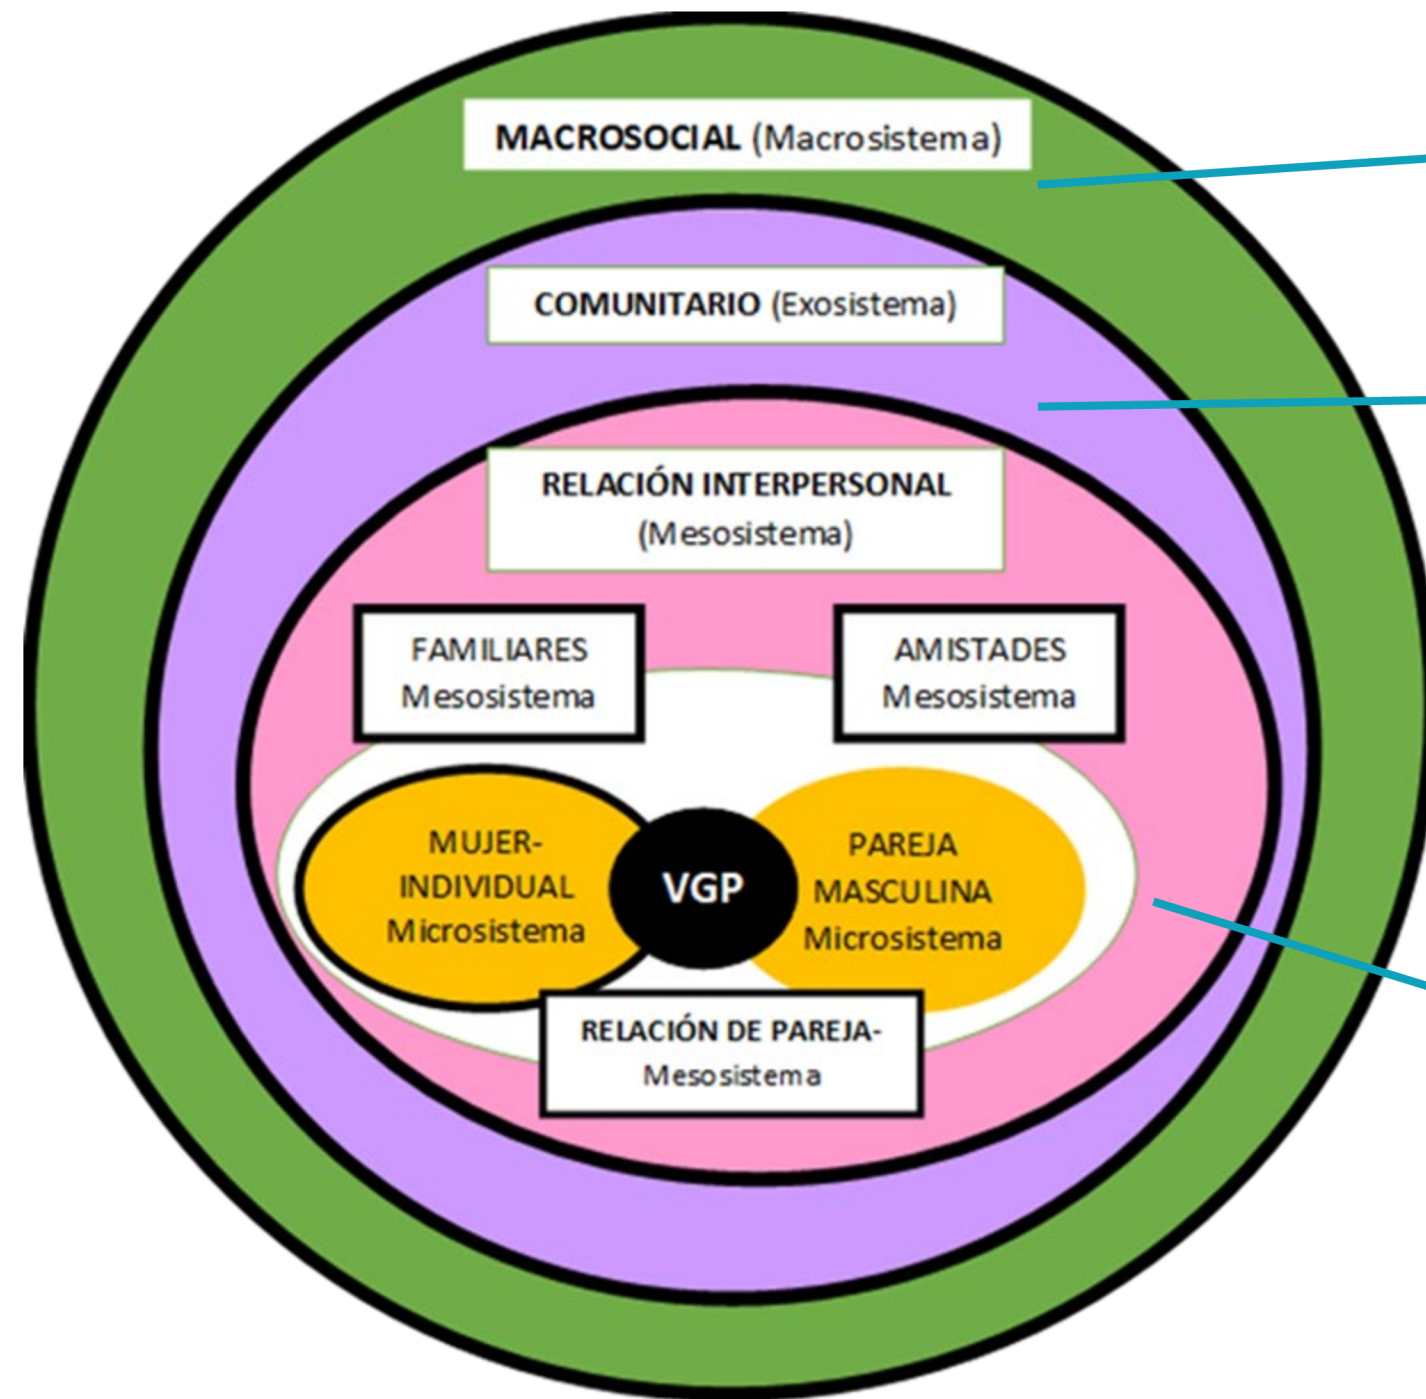 MACROSOCIAL (Macrosistema)
COMUNITARIO (Exosistema)
RELACIÓN INTERPERSONAL
(Mesosistema)
FAMILIARES
Mesosistema
AMISTADES
Mesosistema
MUJER-
INDIVIDUAL
Microsistema
VGP
PAREJA
MASCULINA
Microsistema
RELACIÓN DE PAREJA-
Mesosistema